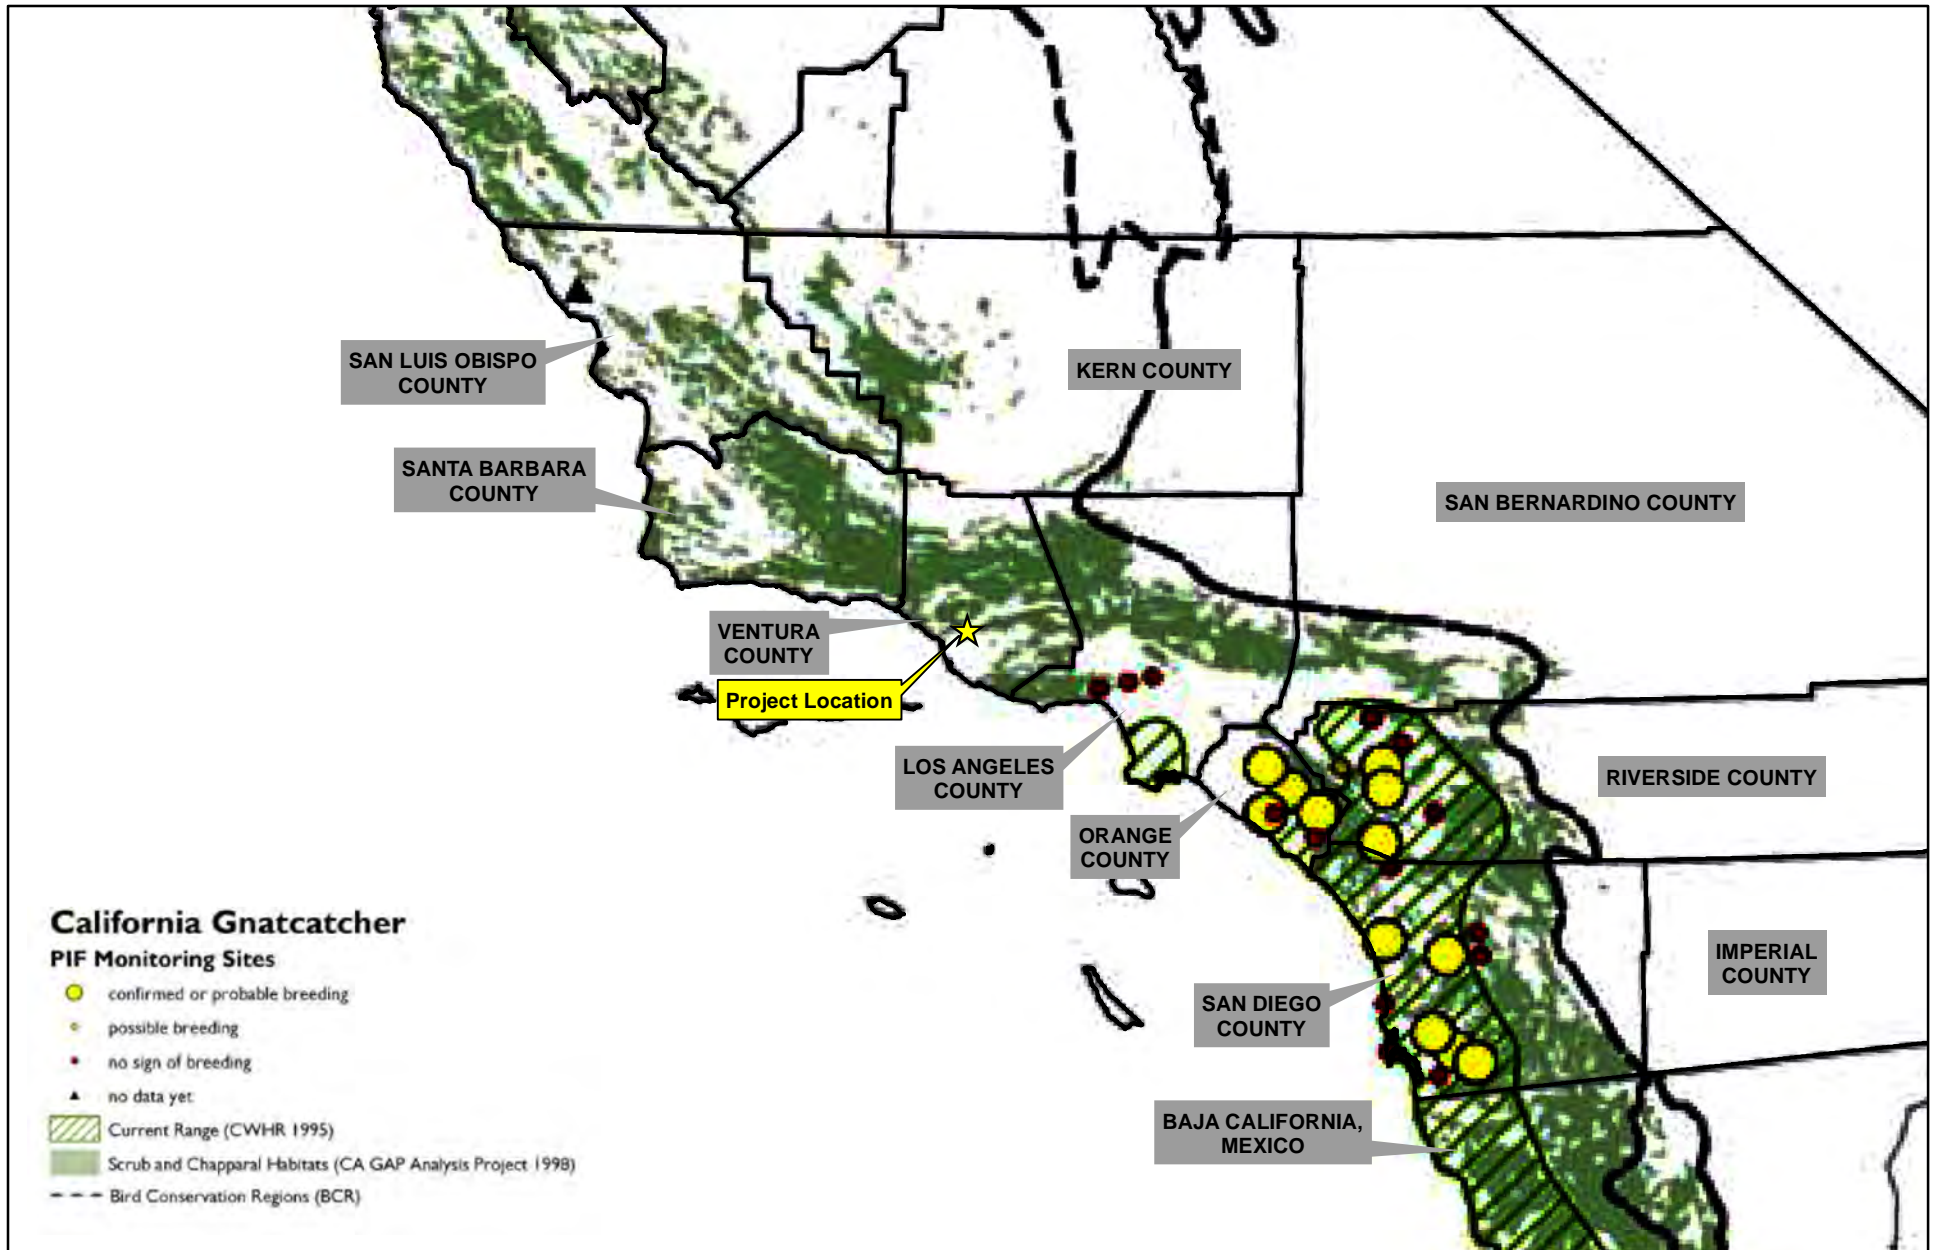 SAN LUIS OBISPO
COUNTY
KERN COUNTY
SANTA BARBARA
COUNTY
SAN BERNARDINO COUNTY
VENTURA
COUNTY
Project Location
LOS ANGELES
COUNTY
RIVERSIDE COUNTY
ORANGE
COUNTY
IMPERIAL
COUNTY
SAN DIEGO
COUNTY
BAJA CALIFORNIA,
MEXICO
California Gnatcatcher
PIF Monitoring Sites
confirmed or probable breeding
possible breeding
no sign of breeding
no data yet
Current Range (CWHR 1995)
Scrub and Chapparal Habitats (CA GAP Analysis Project 1998)
Bird Conservation Regions (BCR)